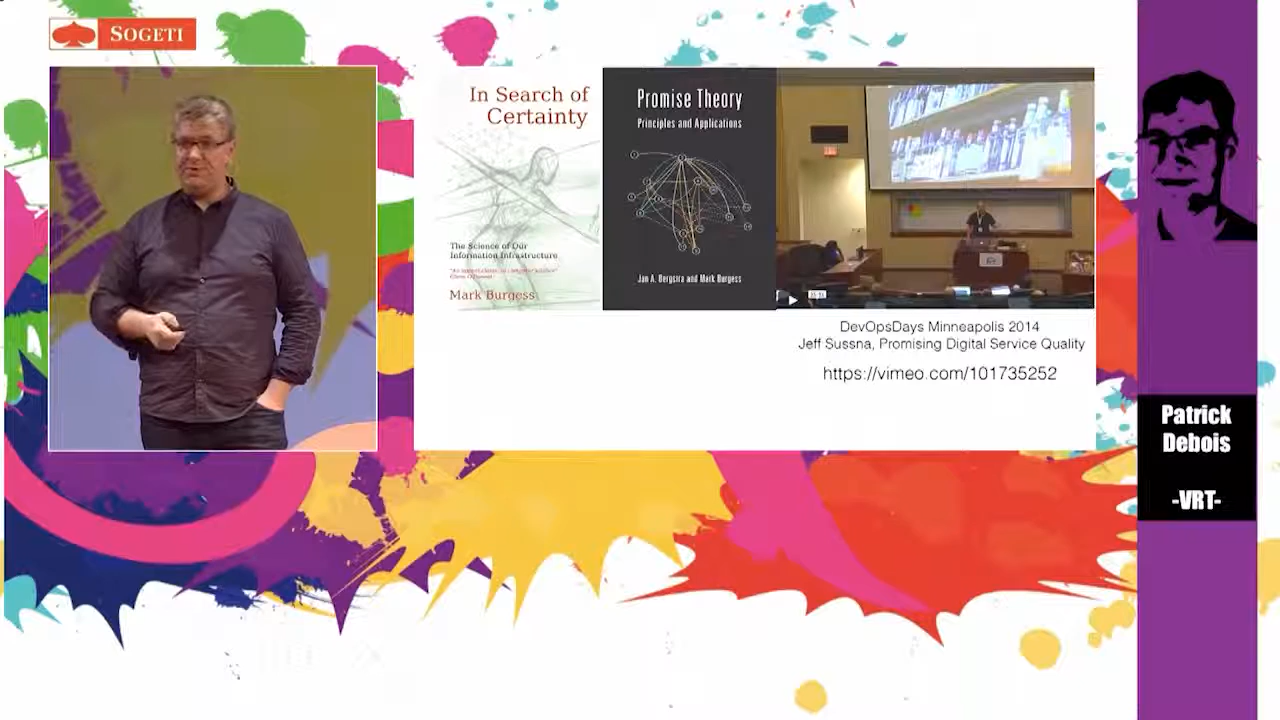 SOGETI
In Search of
Certainty
The Science of Our
Information Infrastructure
Mark Burgess
Promise Theory
Principles and Applications
Jan A. Bergstra and Mark Burgess
DevOpsDays Minneapolis 2014
Jeff Sussna, Promising Digital Service Quality
https://vimeo.com/101735252
Patrick
Debois
-VRT-